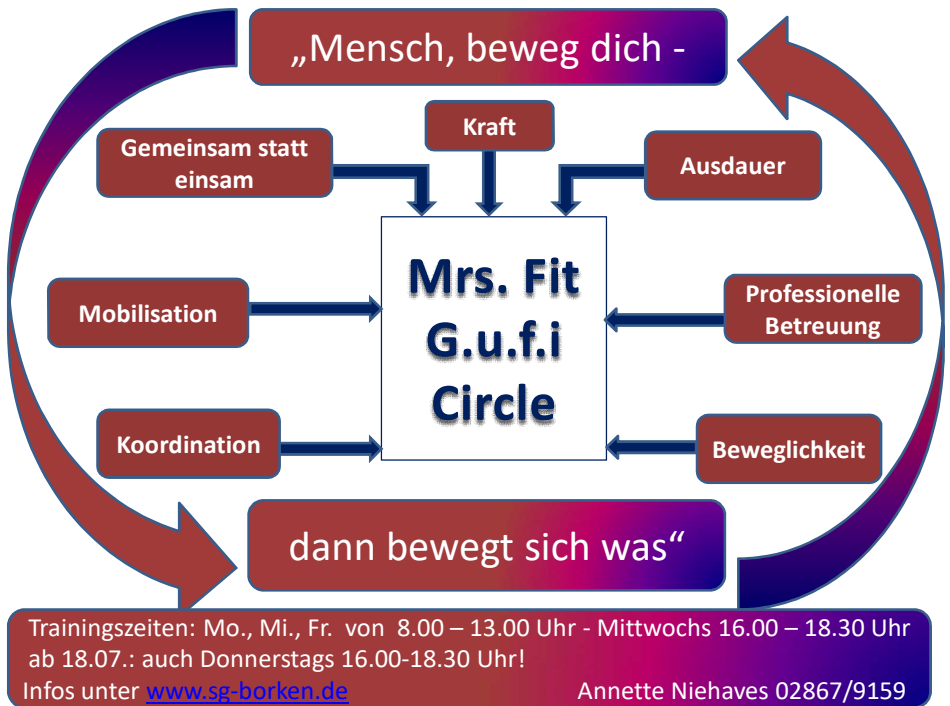 „Mensch, beweg dich -
Kraft
Gemeinsam statt
einsam
Ausdauer
Mrs. Fit
G.u.f.i
Circle
Mobilisation
Professionelle
Betreuung
Koordination
Beweglichkeit
dann bewegt sich was“
Trainingszeiten: Mo., Mi., Fr. von 8.00 – 13.00 Uhr - Mittwochs 16.00 – 18.30 Uhr
ab 18.07.: auch Donnerstags 16.00-18.30 Uhr!
Infos unter www.sg-borken.de Annette Niehaves 02867/9159